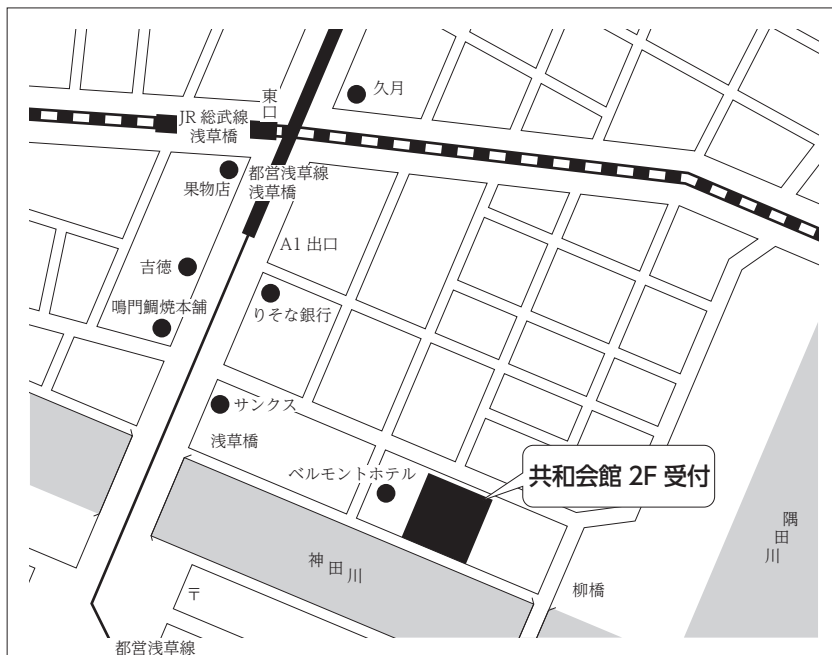 久月
東口
JR 総武線
浅草橋
都営浅草線
浅草橋
果物店
A1 出口
吉徳
りそな銀行
鳴門鯛焼本舗
サンクス
浅草橋
ベルモントホテル
共和会館 2F 受付
隅田川
神田川
柳橋
〒
都営浅草線